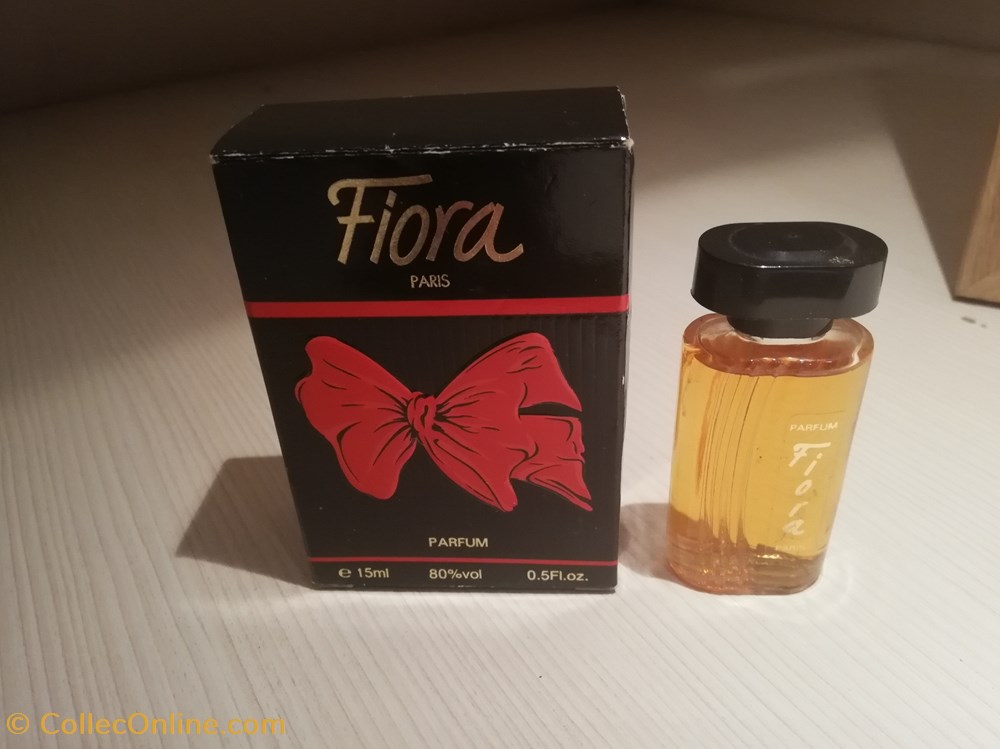 Fiora
PARIS
PARFUM
e 15ml 80%vol 0.5Fl.oz.
PARFUM
Fiora
© CollecOnline.com